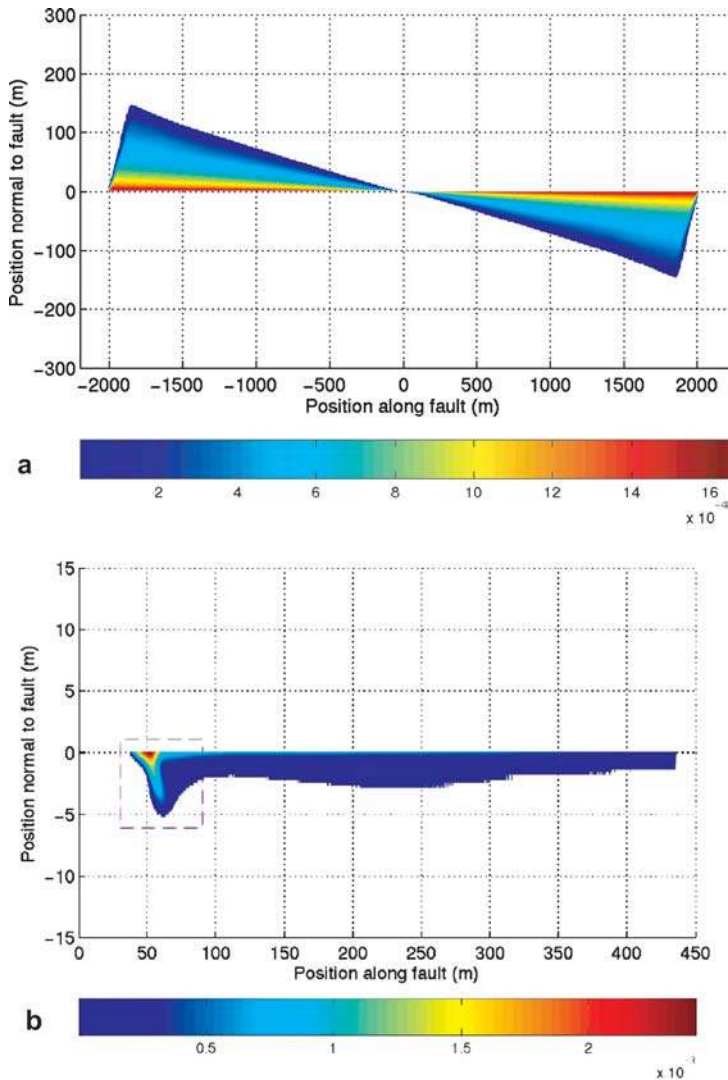 300
200
100
0
−100
−200
−300
Position normal to fault (m)
−2000 −1500 −1000 −500 0 500 1000 1500 2000
Position along fault (m)
a
2 4 6 8 10 12 14 16
x 10
15
10
5
0
−5
−10
−15
Position normal to fault (m)
0 50 100 150 200 250 300 350 400 450
Position along fault (m)
b
0.5 1 1.5 2
x 10